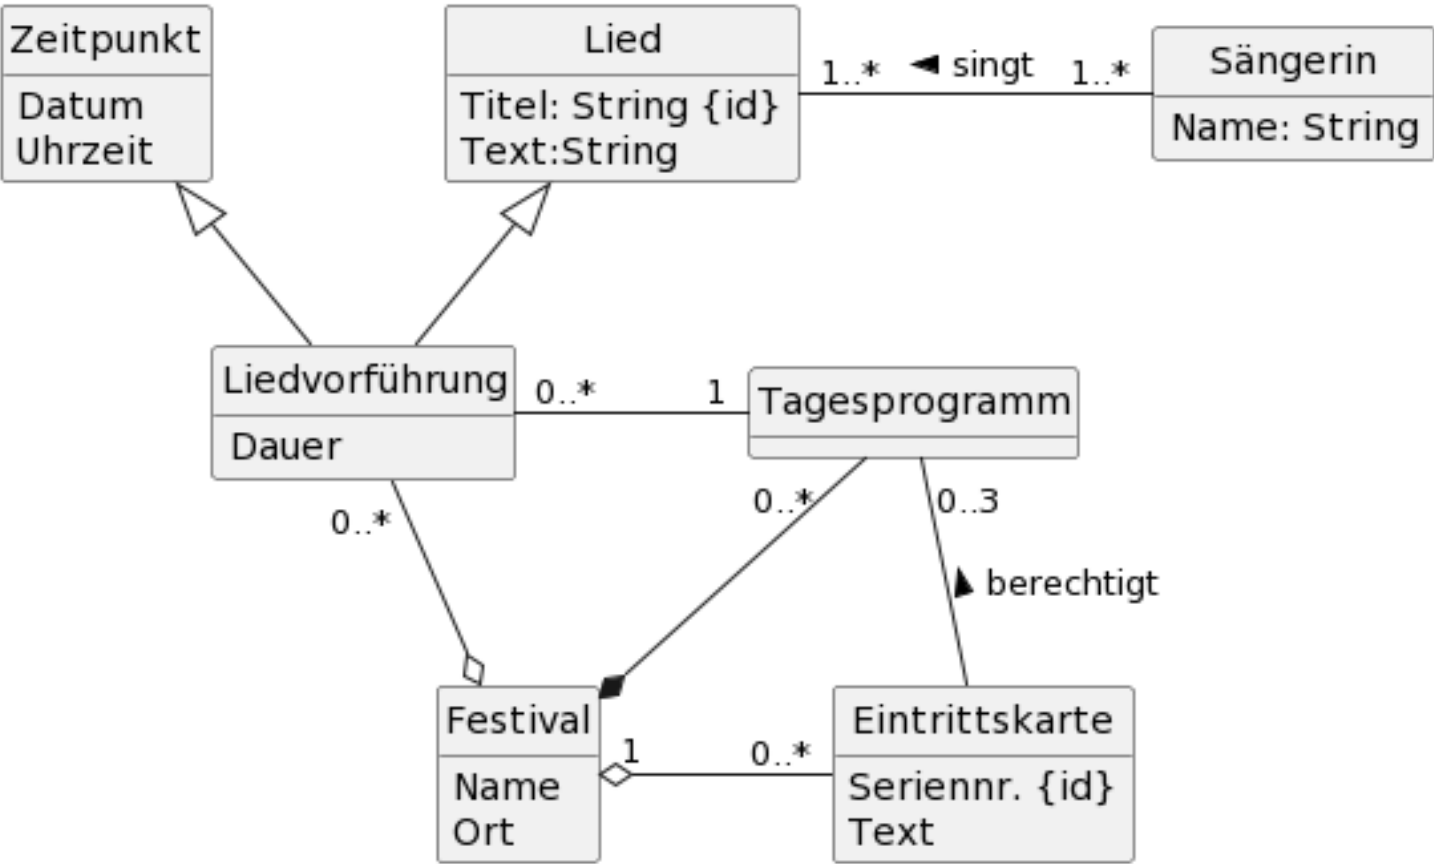 Zeitpunkt
Datum
Uhrzeit
Lied
Titel: String {id}
Text:String
1..* ◄ singt 1..*
Sängerin
Name: String
Liedvorführung
Dauer
0..* 1
Tagesprogramm
0..*
0..*
0..3
▲ berechtigt
Festival
Name
Ort
1 0..*
Eintrittskarte
Seriennr. {id}
Text